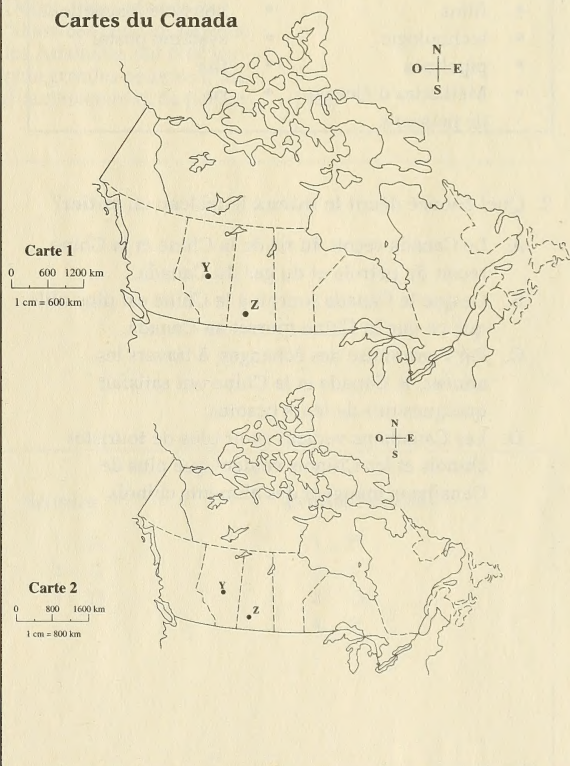 Cartes du Canada
N
O E
S
Carte 1
0 600 1200 km
1 cm = 600 km
Y
Z
N
O E
S
Carte 2
0 800 1600 km
1 cm = 800 km
Y
Z